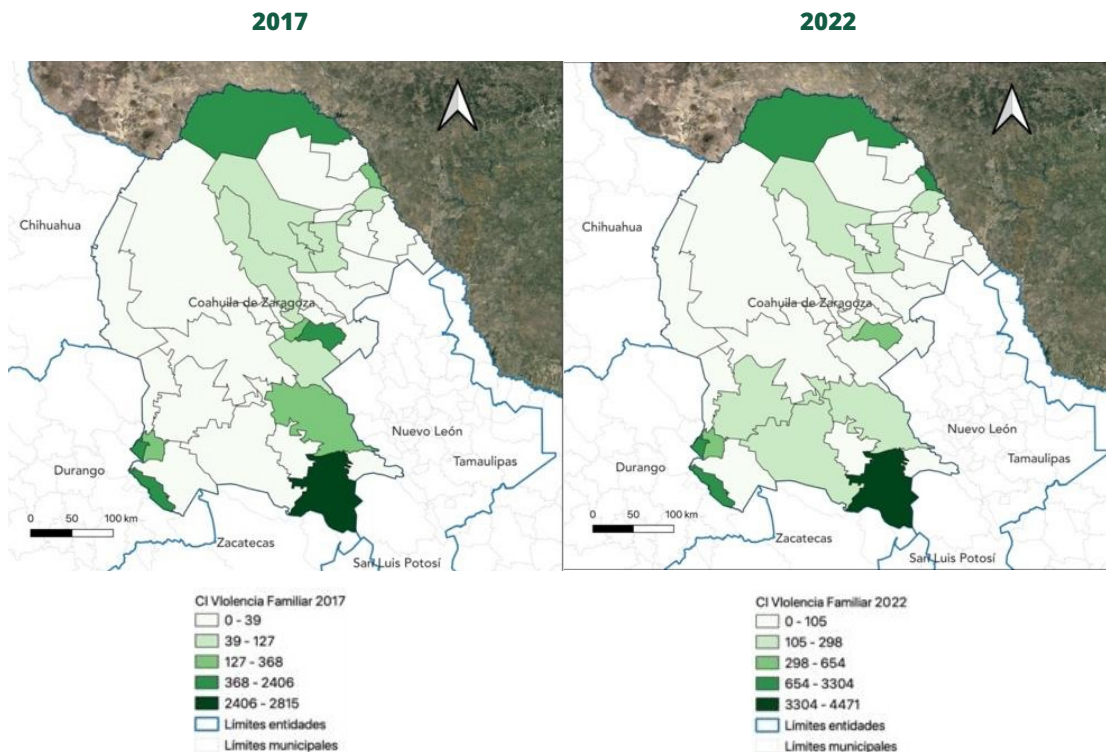 2017
2022
Chihuahua
Coahuila de Zaragoza
Nuevo León
Durango
Tamaulipas
0 50 100 km
Zacatecas
San Luis Potosí
Chihuahua
Coahuila de Zaragoza
Nuevo León
Durango
Tamaulipas
0 50 100 km
Zacatecas
San Luis Potosí
CI VIolencia Familiar 2017
0 - 39
39 - 127
127 - 368
368 - 2406
2406 - 2815
Límites entidades
Límites municipales
CI VIolencia Familiar 2022
0 - 105
105 - 298
298 - 654
654 - 3304
3304 - 4471
Límites entidades
Límites municipales